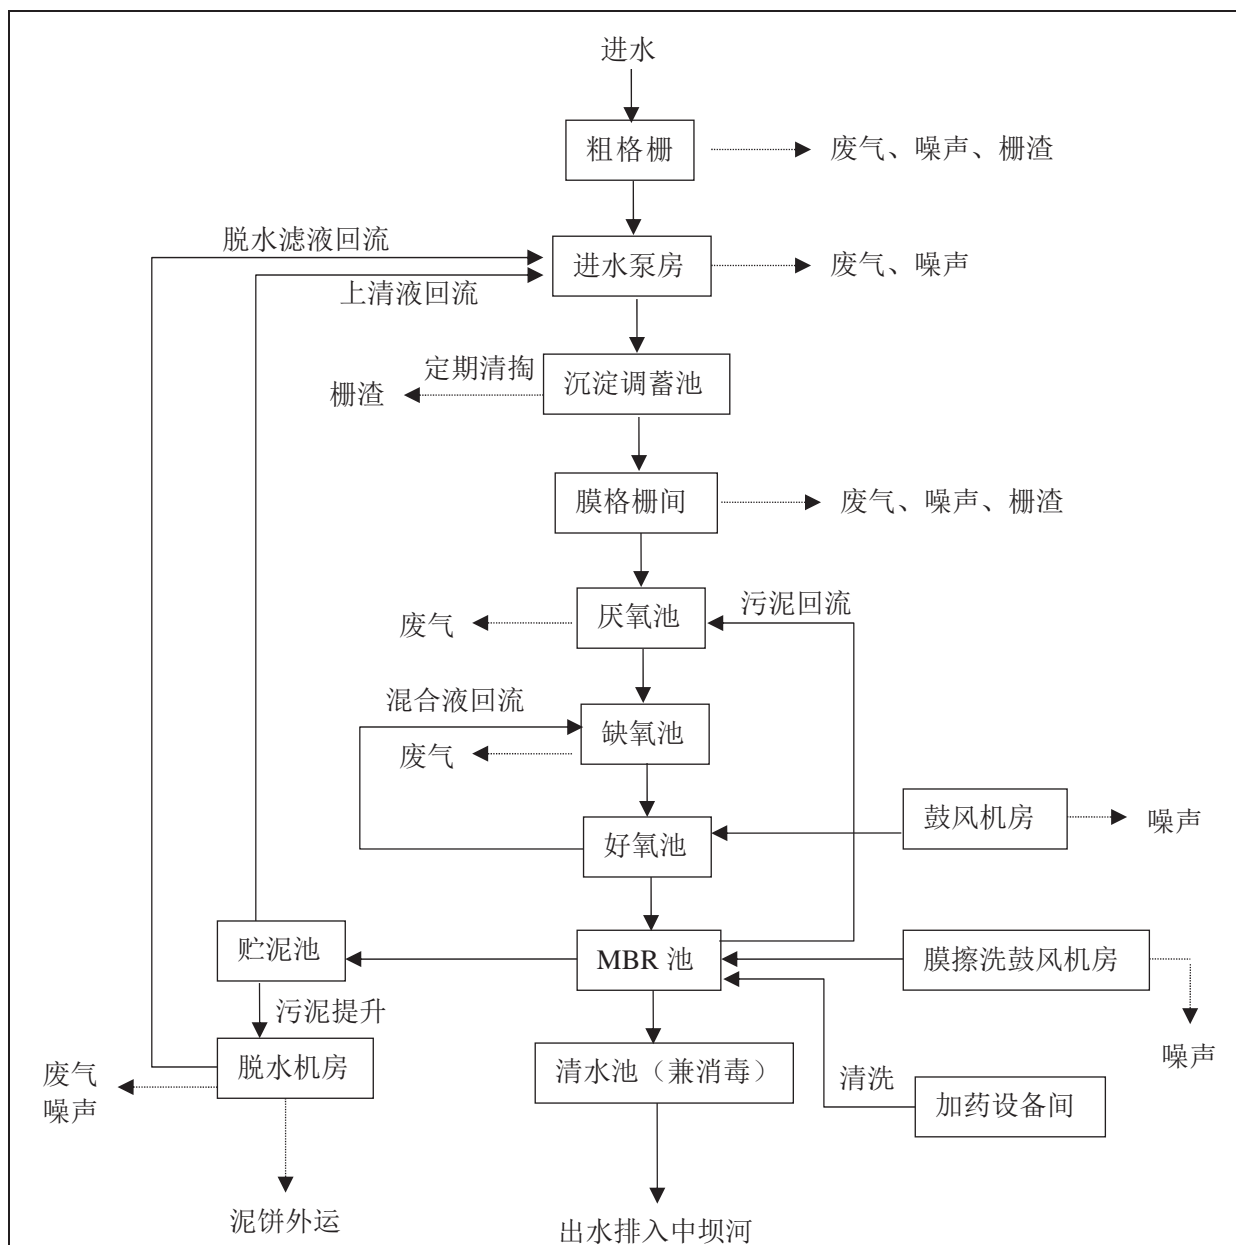 进水
粗格栅
废气、噪声、栅渣
脱水滤液回流
进水泵房
废气、噪声
上清液回流
定期清掏
栅渣
沉淀调蓄池
膜格栅间
废气、噪声、栅渣
污泥回流
废气
厌氧池
混合液回流
缺氧池
废气
鼓风机房
噪声
好氧池
贮泥池
MBR 池
膜擦洗鼓风机房
污泥提升
噪声
脱水机房
清水池（兼消毒）
清洗
废气
噪声
加药设备间
泥饼外运
出水排入中坝河